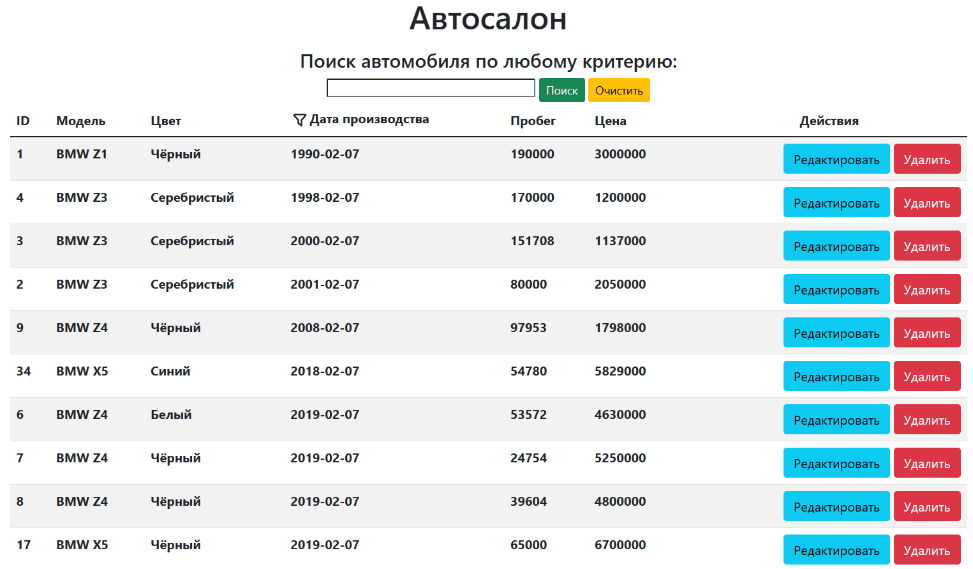 Автосалон
Поиск автомобиля по любому критерию:
Поиск Очистить
ID Модель Цвет Дата производства Пробег Цена Действия
1 BMW Z1 Чёрный 1990-02-07 190000 3000000 Редактировать Удалить
4 BMW Z3 Серебристый 1998-02-07 170000 1200000 Редактировать Удалить
3 BMW Z3 Серебристый 2000-02-07 151708 1137000 Редактировать Удалить
2 BMW Z3 Серебристый 2001-02-07 80000 2050000 Редактировать Удалить
9 BMW Z4 Чёрный 2008-02-07 97953 1798000 Редактировать Удалить
34 BMW X5 Синий 2018-02-07 54780 5829000 Редактировать Удалить
6 BMW Z4 Белый 2019-02-07 53572 4630000 Редактировать Удалить
7 BMW Z4 Чёрный 2019-02-07 24754 5250000 Редактировать Удалить
8 BMW Z4 Чёрный 2019-02-07 39604 4800000 Редактировать Удалить
17 BMW X5 Чёрный 2019-02-07 65000 6700000 Редактировать Удалить